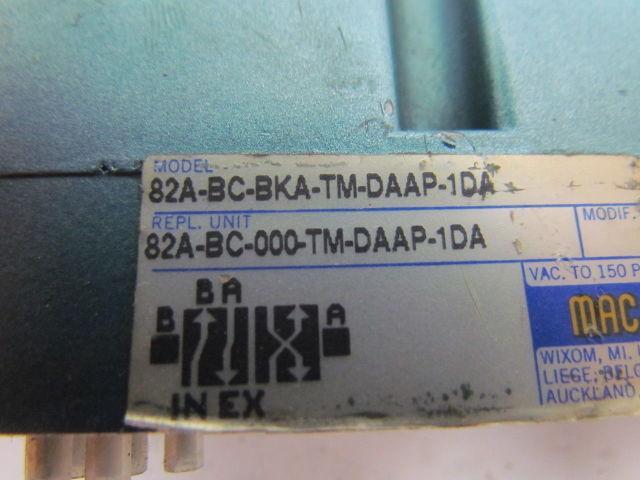 MODEL
82A-BC-BKA-TM-DAAP-1DA
REPL. UNIT
MODIF.
82A-BC-000-TM-DAAP-1DA
VAC. TO 150 P
B A
B A
MAC
IN EX
WIXOM, MI.
LIEGE, BELG
AUCKLAND,